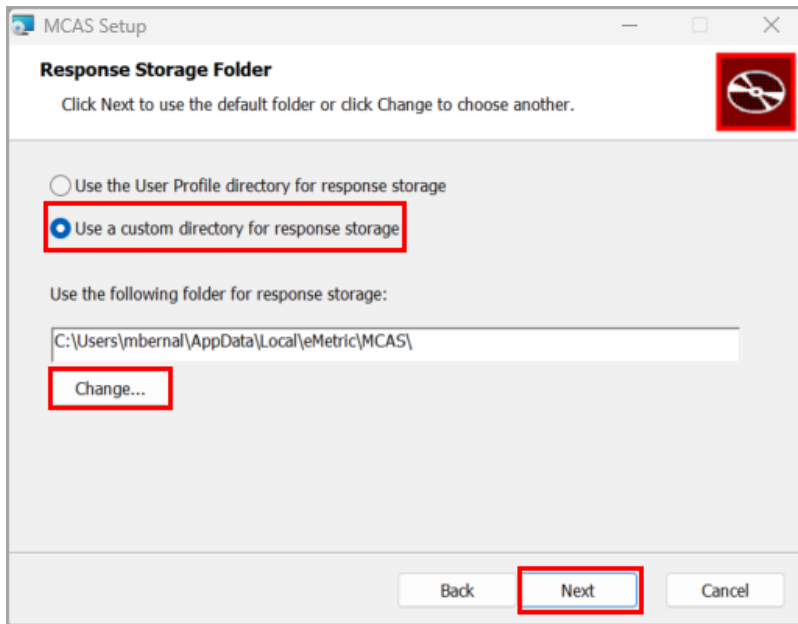 MCAS Setup
Response Storage Folder
Click Next to use the default folder or click Change to choose another.
Use the User Profile directory for response storage
Use a custom directory for response storage
Use the following folder for response storage:
C:\Users\mbernal\AppData\Local\eMetric\MCAS\
Change...
Back Next Cancel